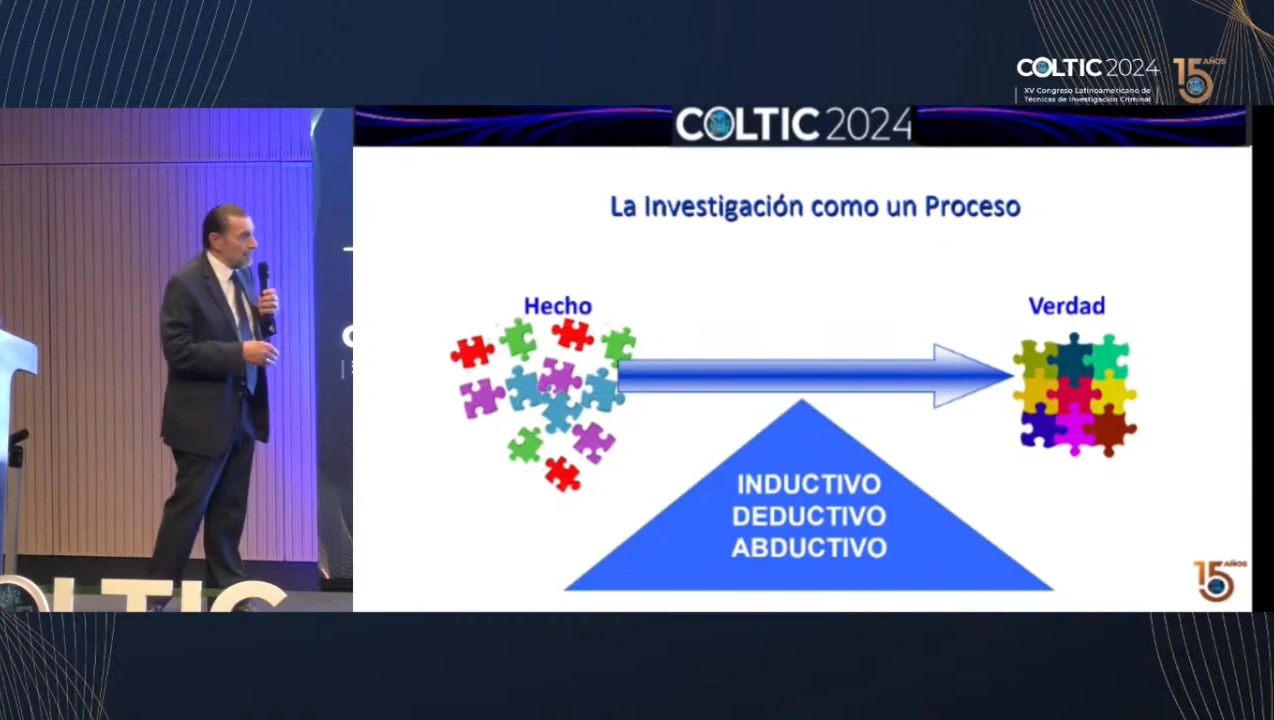 COLTIC 2024
15 AÑOS
XV Congreso Latinoamericano de
Técnicas de Investigación Criminal
COLTIC 2024
La Investigación como un Proceso
Hecho
Verdad
INDUCTIVO
DEDUCTIVO
ABDUCTIVO
15 AÑOS
OLTIC